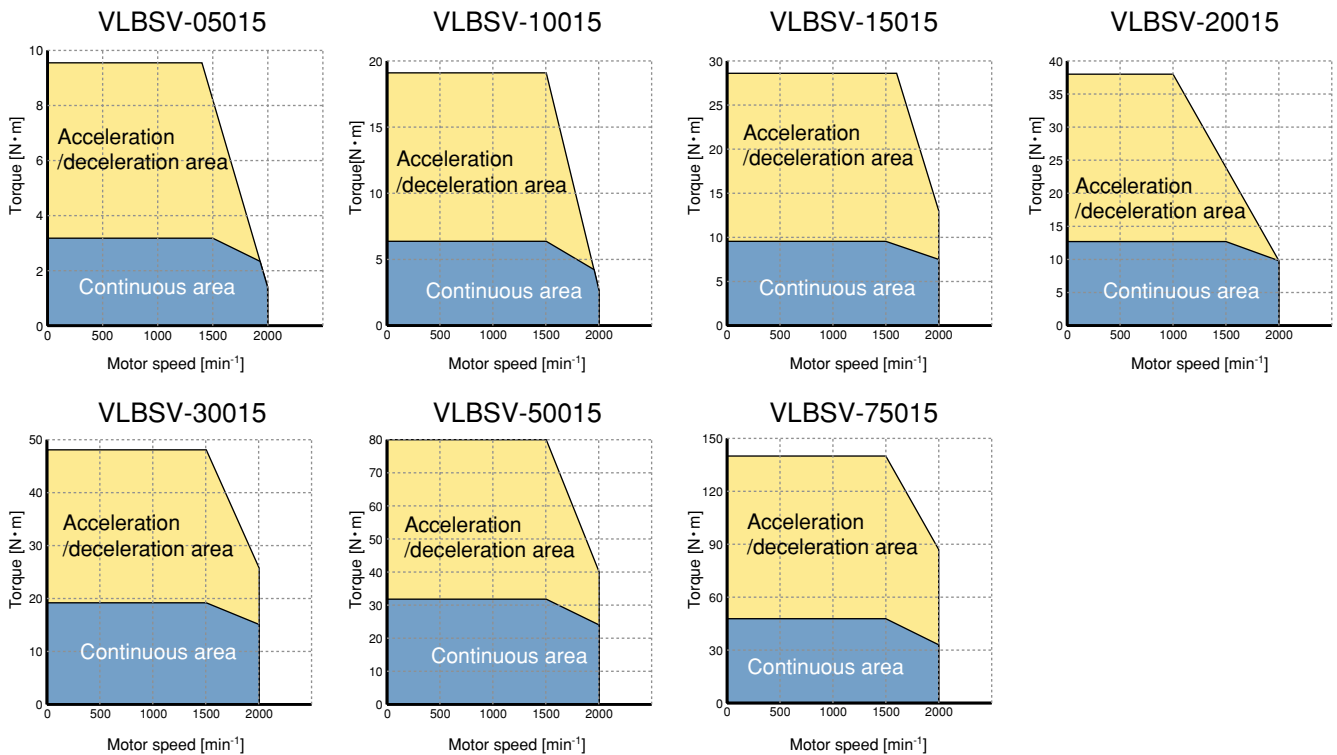 VLBSV-05015
VLBSV-10015
VLBSV-15015
VLBSV-20015
Torque [N・m]
10
8
6
4
2
0
Acceleration
/deceleration area
Continuous area
0 500 1000 1500 2000
Motor speed [min-1]
Torque[N・m]
20
15
10
5
0
Acceleration
/deceleration area
Continuous area
0 500 1000 1500 2000
Motor speed [min-1]
Torque [N・m]
30
25
20
15
10
5
0
Acceleration
/deceleration area
Continuous area
0 500 1000 1500 2000
Motor speed [min-1]
Torque [N・m]
40
35
30
25
20
15
10
5
0
Acceleration
/deceleration area
Continuous area
0 500 1000 1500 2000
Motor speed [min-1]
VLBSV-30015
VLBSV-50015
VLBSV-75015
Torque [N・m]
50
40
30
20
10
0
Acceleration
/deceleration area
Continuous area
0 500 1000 1500 2000
Motor speed [min-1]
Torque [N・m]
80
70
60
50
40
30
20
10
0
Acceleration
/deceleration area
Continuous area
0 500 1000 1500 2000
Motor speed [min-1]
Torque [N・m]
150
120
90
60
30
0
Acceleration
/deceleration area
Continuous area
0 500 1000 1500 2000
Motor speed [min-1]